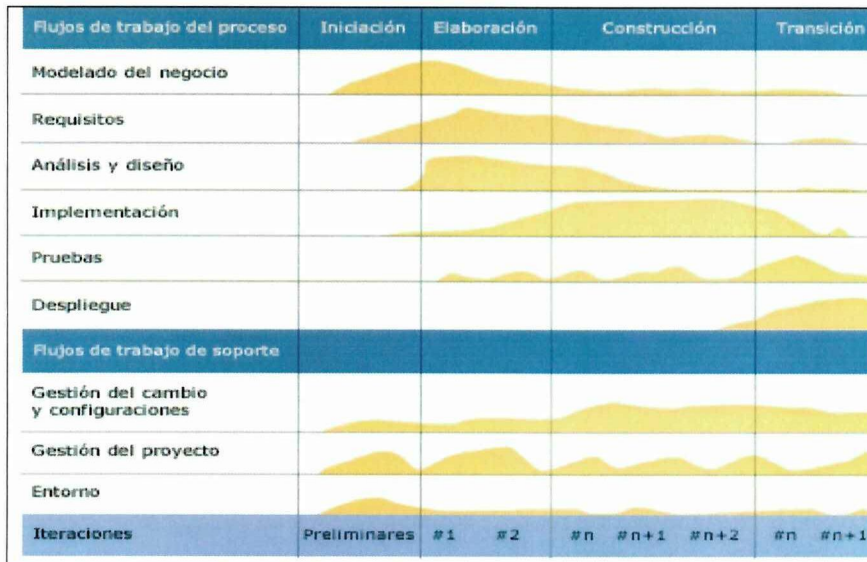 Flujos de trabajo del proceso Iniciación Elaboración Construcción Transición
Modelado del negocio
Requisitos
Análisis y diseño
Implementación
Pruebas
Despliegue
Flujos de trabajo de soporte
Gestión del cambio
y configuraciones
Gestión del proyecto
Entorno
Iteraciones Preliminares #1 #2 #n #n+1 #n+2 #n #n+1